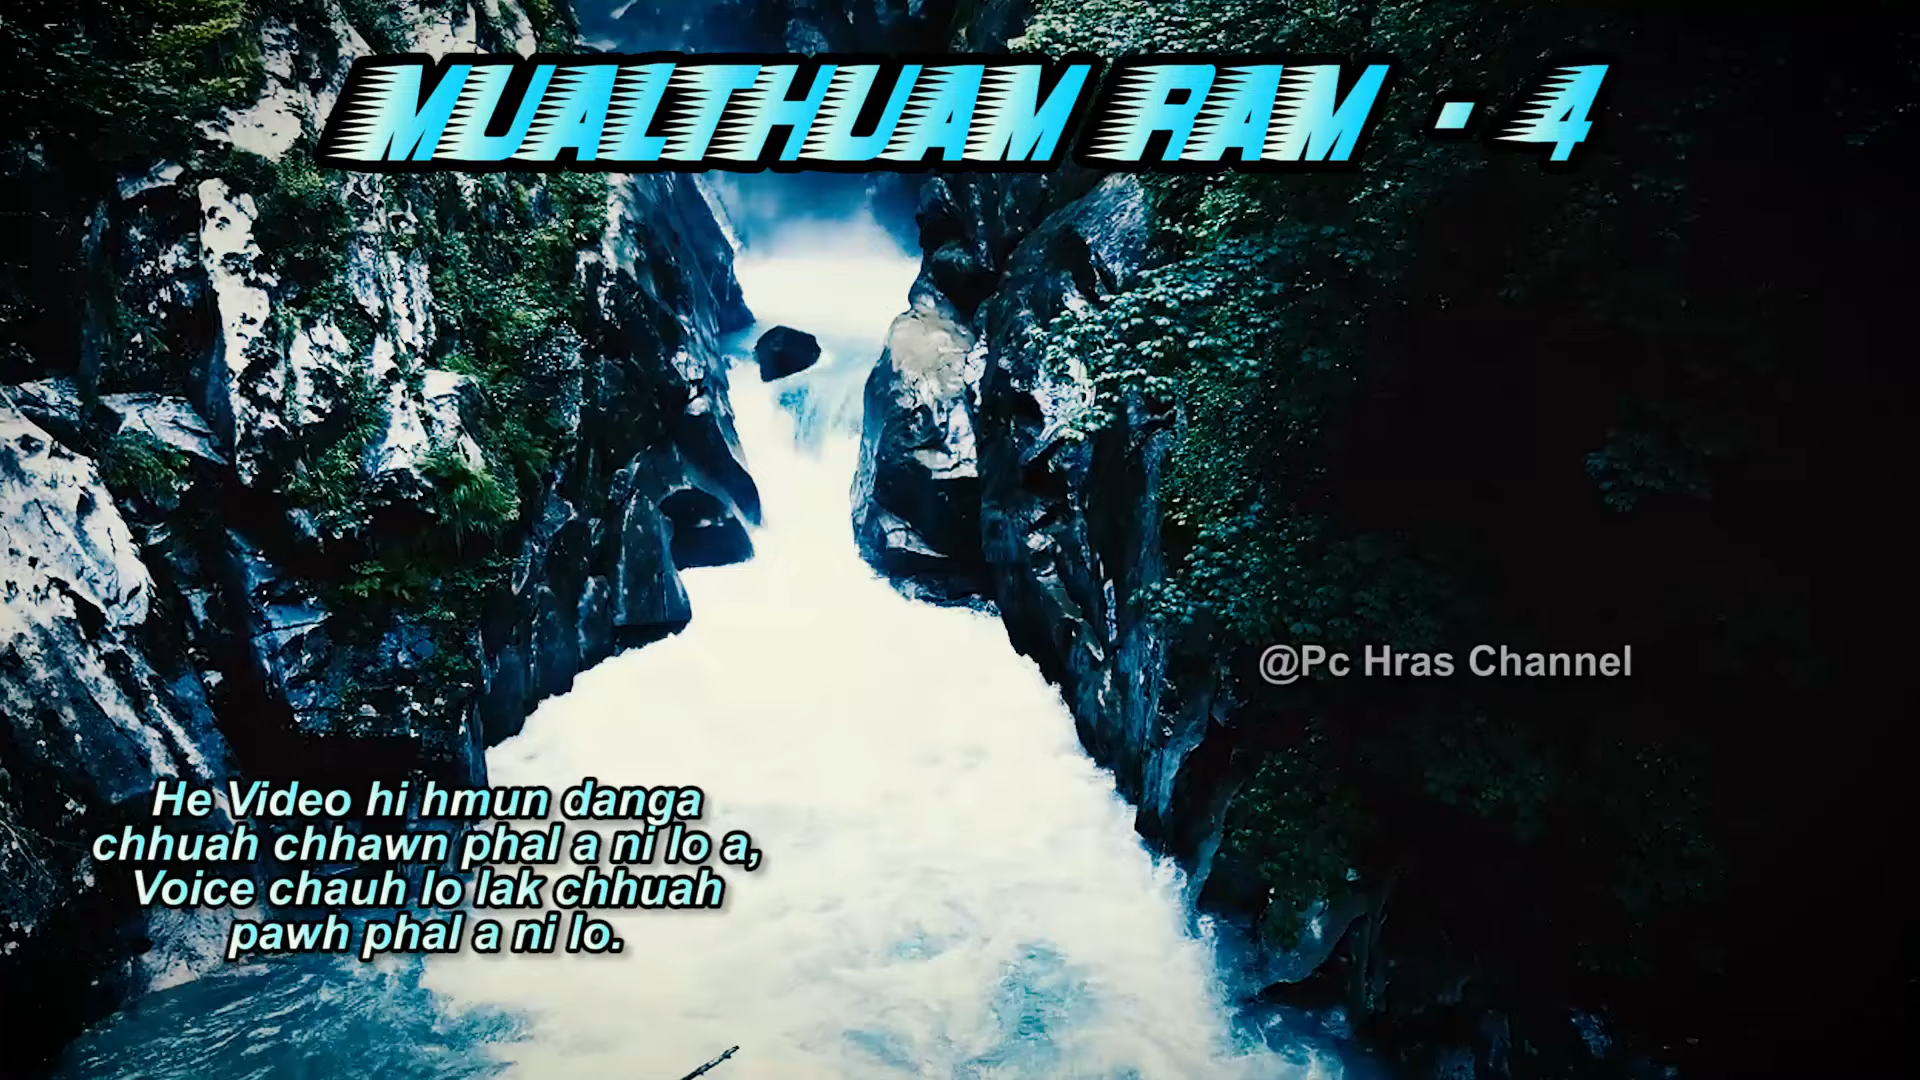 MUALTHUAM RAM - 4
@Pc Hras Channel
He Video hi hmun danga
chhuah chhawn phal a ni lo a,
Voice chauh lo lak chhuah
pawh phal a ni lo.